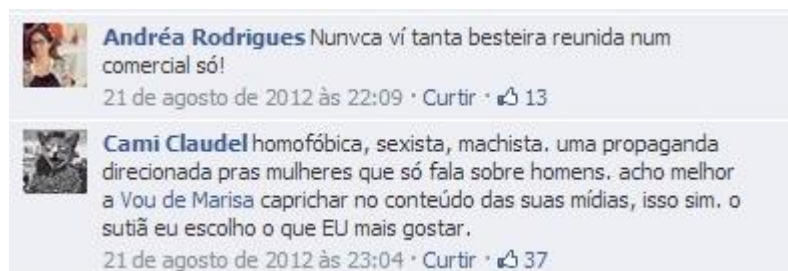 Andréa Rodrigues Nunvca ví tanta besteira reunida num
comercial só!
21 de agosto de 2012 às 22:09 · Curtir · 13
Cami Claudel homofóbica, sexista, machista. uma propaganda
direcionada pras mulheres que só fala sobre homens. acho melhor
a Vou de Marisa caprichar no conteúdo das suas mídias, isso sim. o
sutiã eu escolho o que EU mais gostar.
21 de agosto de 2012 às 23:04 · Curtir · 37